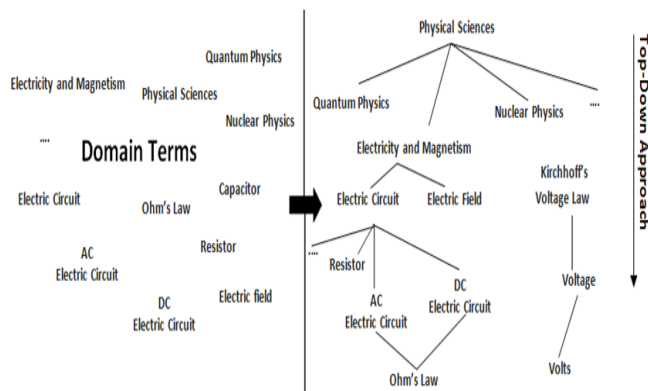 Quantum Physics
Electricity and Magnetism
Physical Sciences
Nuclear Physics
....
Domain Terms
Electric Circuit
Capacitor
Ohm's Law
AC
Electric Circuit
Resistor
DC
Electric Circuit
Electric field
Physical Sciences
Quantum Physics
Nuclear Physics
....
Electricity and Magnetism
Electric Circuit
Electric Field
Kirchhoff's
Voltage Law
....
Resistor
AC
Electric Circuit
DC
Electric Circuit
Voltage
Ohm's Law
Volts
Top-Down Approach